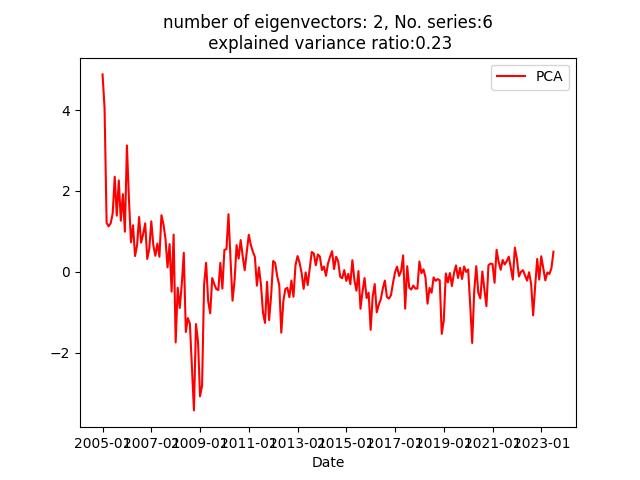 number of eigenvectors: 2, No. series:6
explained variance ratio:0.23
PCA
4
2
0
−2
2005-01 2007-01 2009-01 2011-01 2013-01 2015-01 2017-01 2019-01 2021-01 2023-01
Date